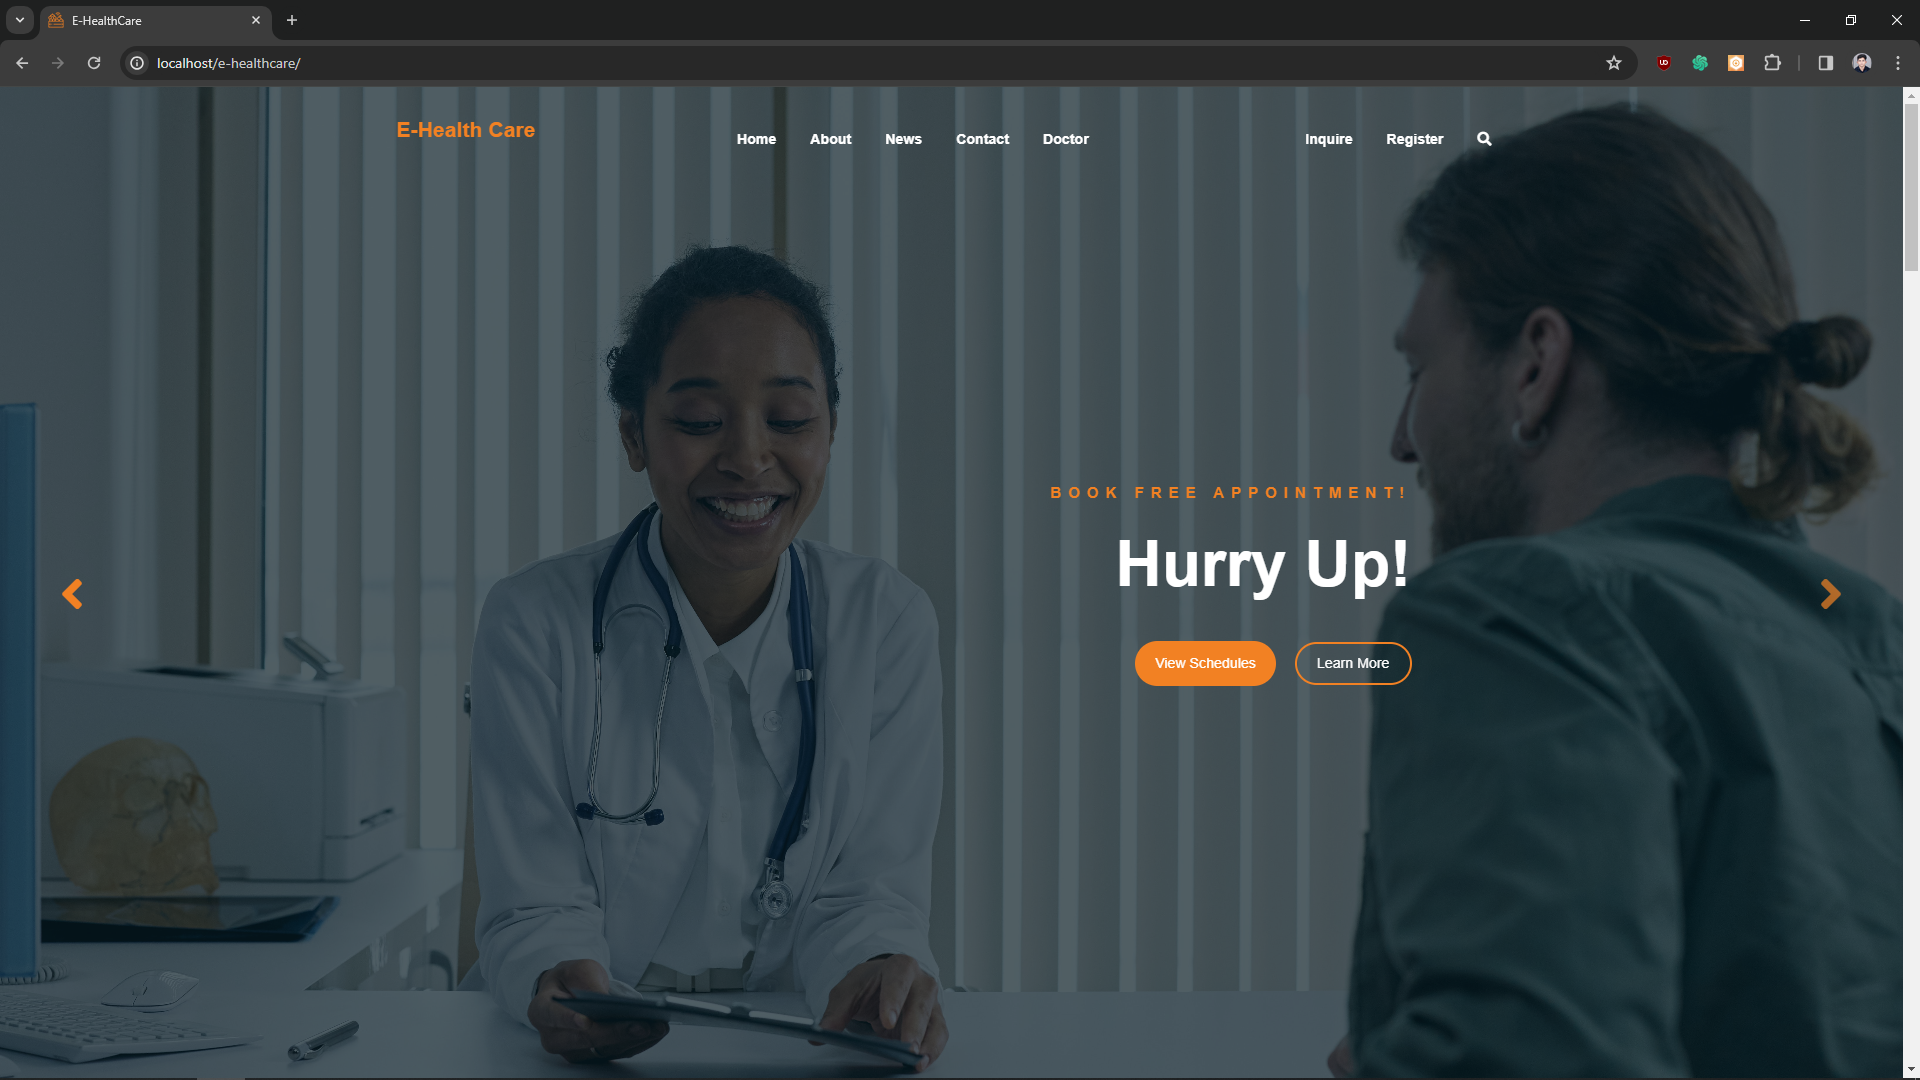 E-HealthCare
localhost/e-healthcare/
E-Health Care
Home About News Contact Doctor Inquire Register
BOOK FREE APPOINTMENT!
Hurry Up!
View Schedules Learn More